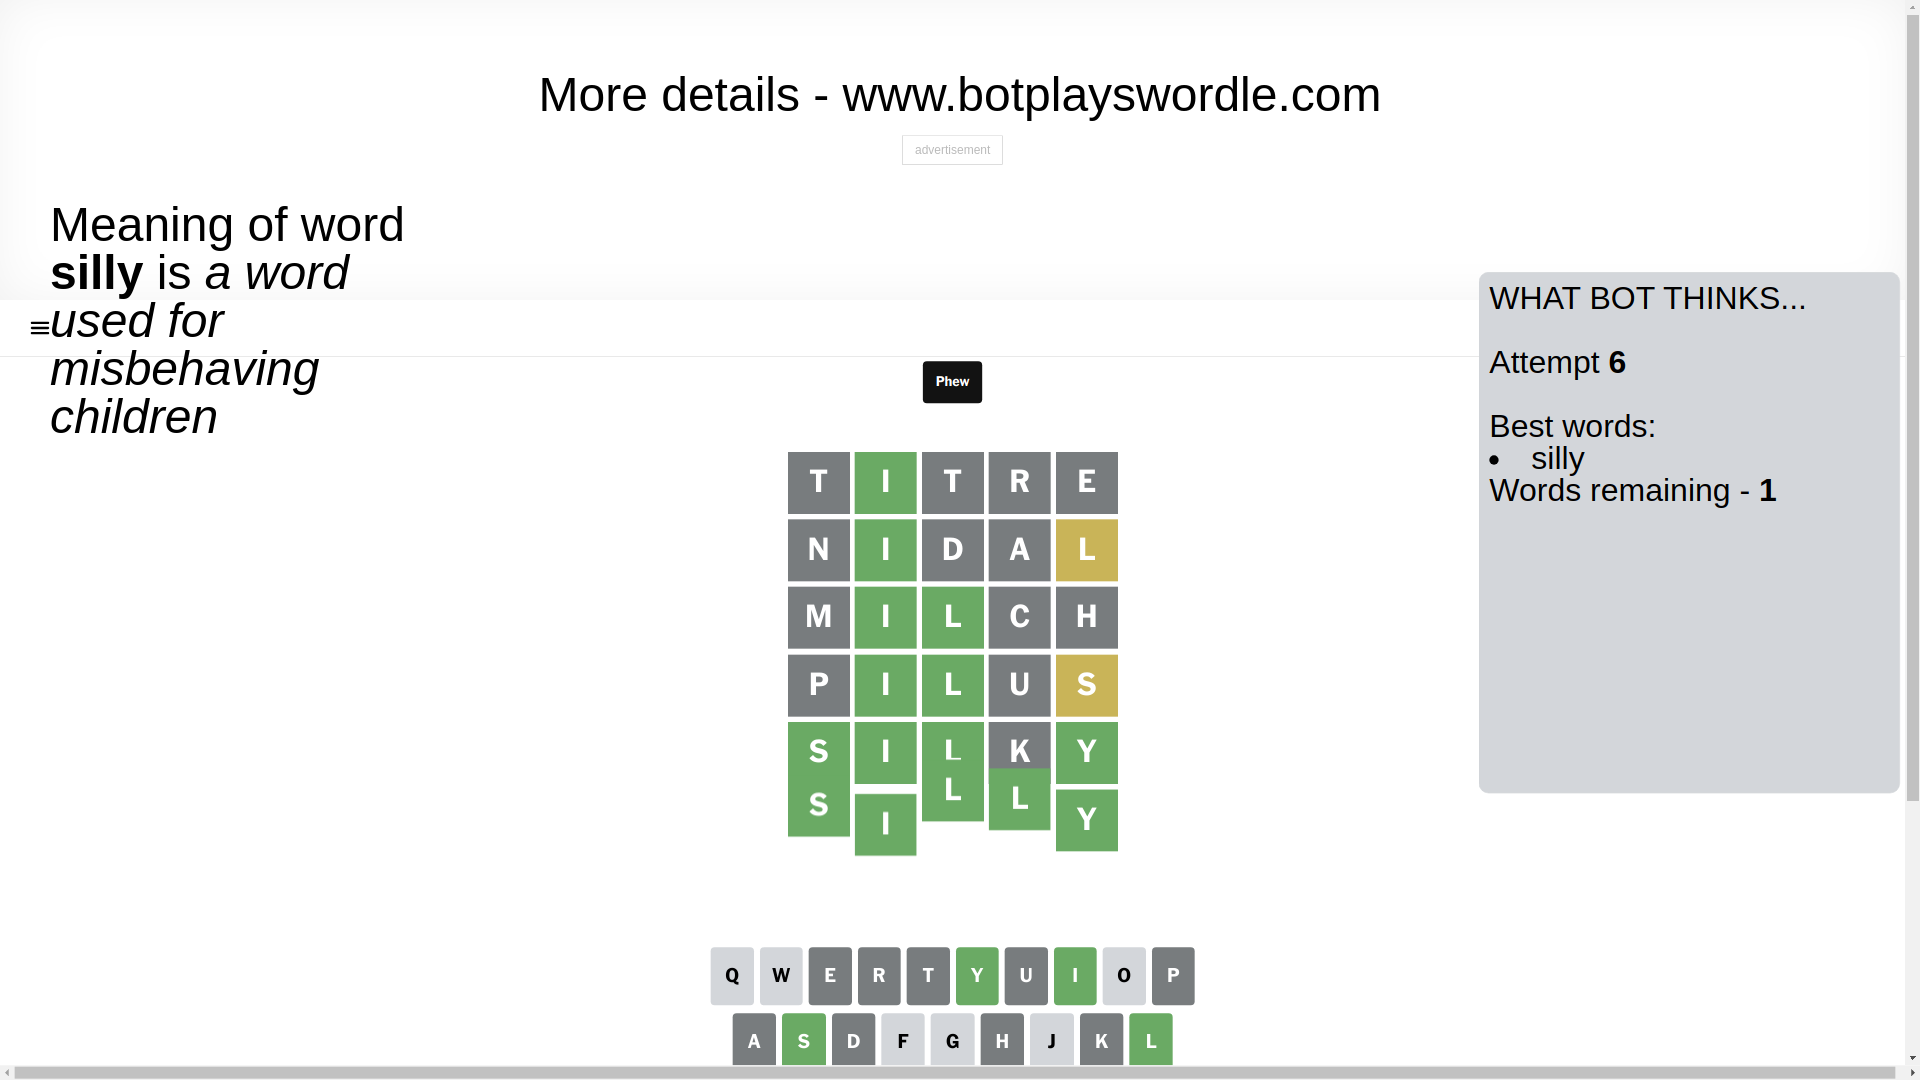 More details - www.botplayswordle.com
advertisement
Meaning of word
silly is a word
used for
misbehaving
children
WHAT BOT THINKS...
Attempt 6
Best words:
• silly
Words remaining - 1
Phew
T I T R E
N I D A L
M I L C H
P I L U S
S I L K Y
S I L L Y
Q W E R T Y U I O P
A S D F G H J K L